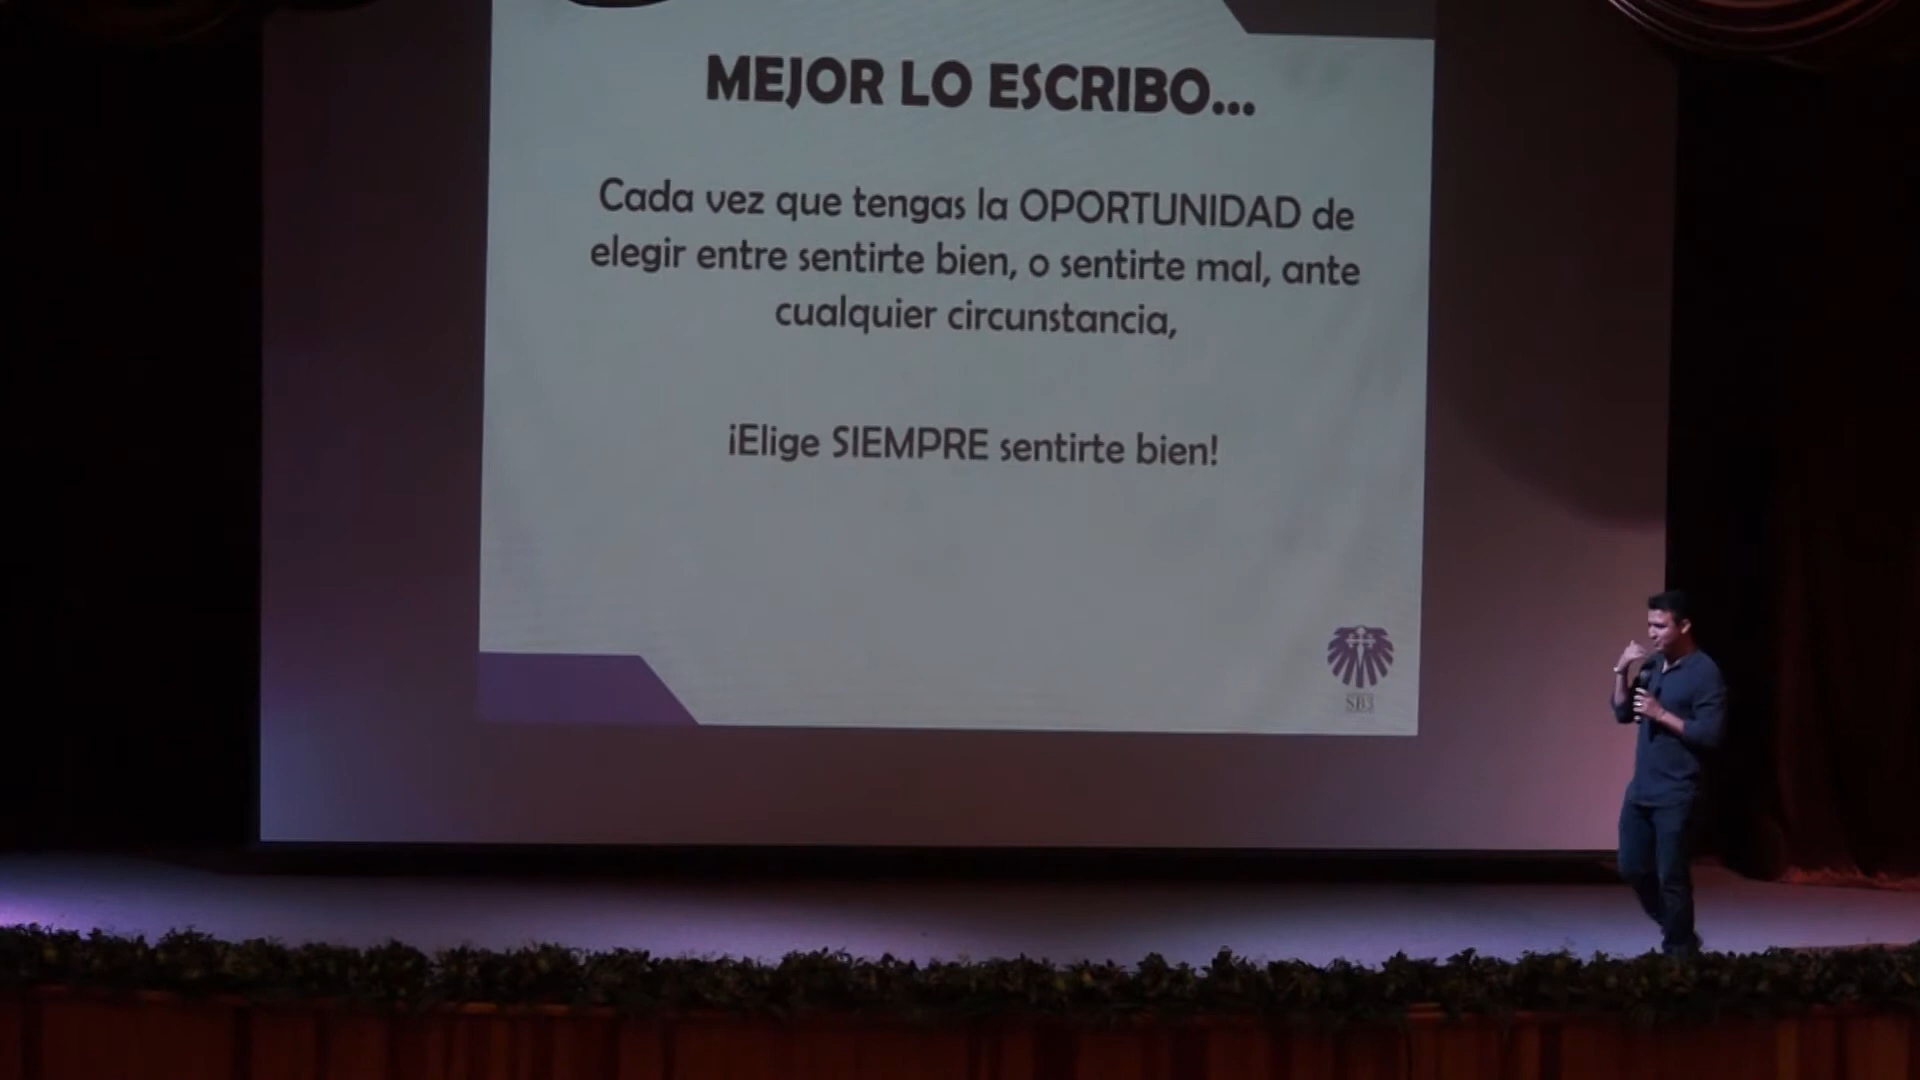 MEJOR LO ESCRIBO...
Cada vez que tengas la OPORTUNIDAD de
elegir entre sentirte bien, o sentirte mal, ante
cualquier circunstancia,
¡Elige SIEMPRE sentirte bien!